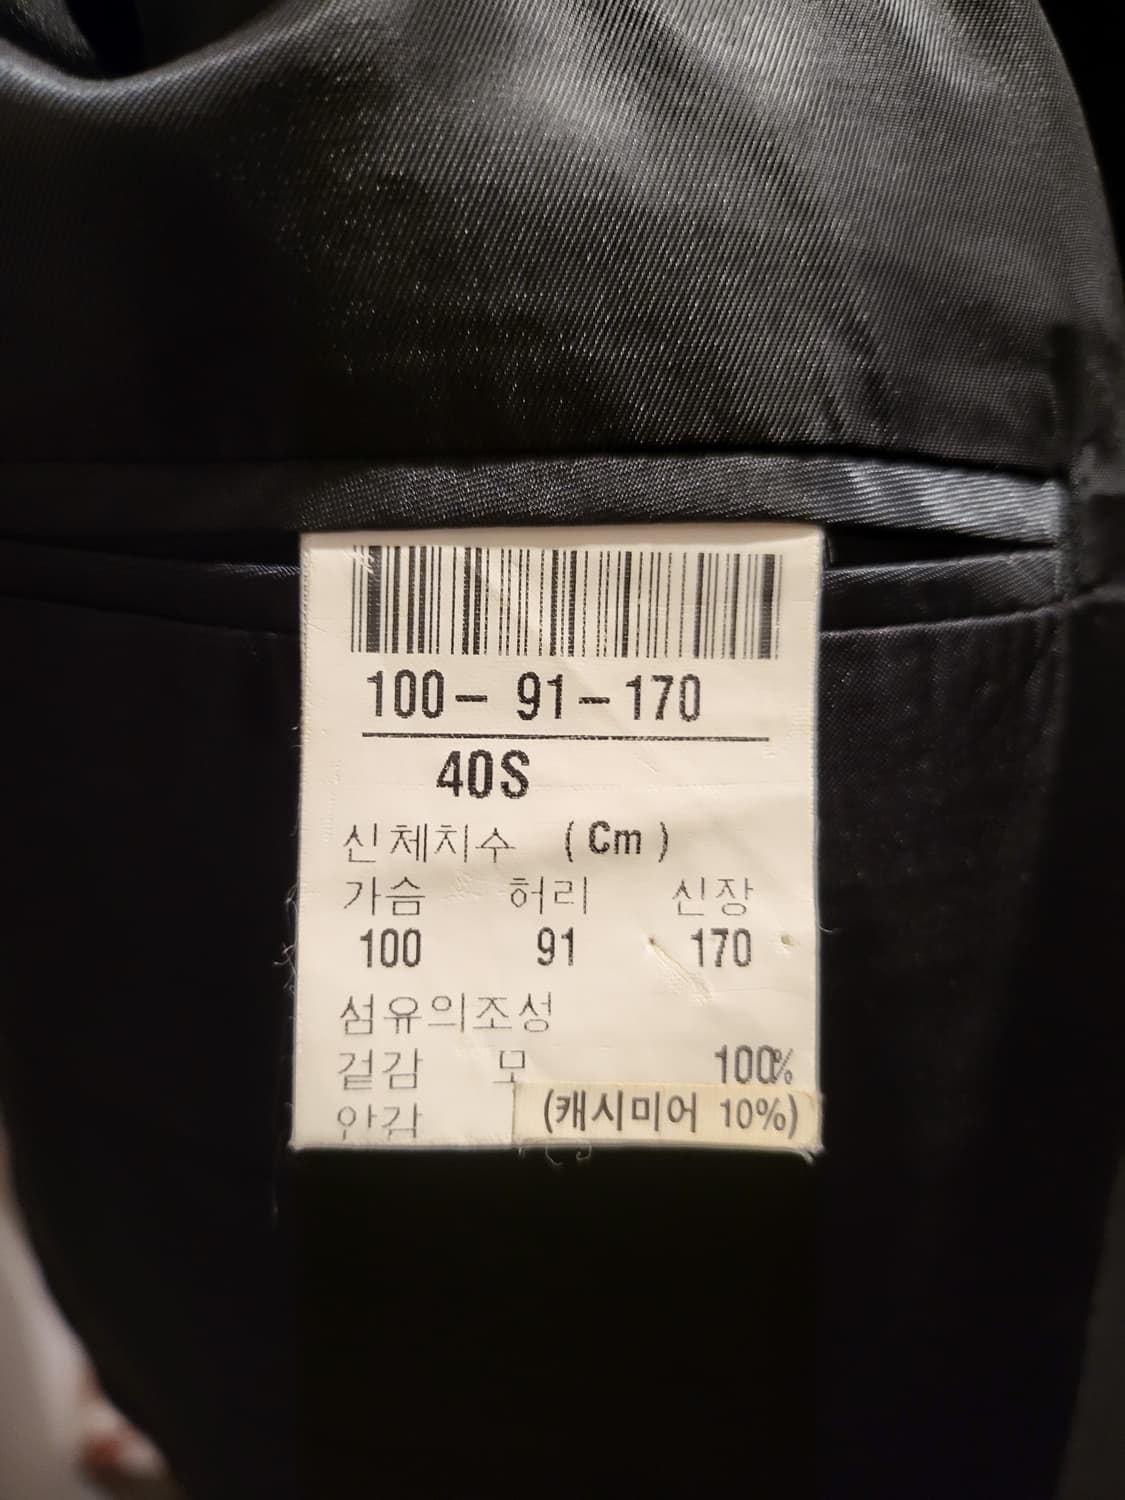 100- 91-170
40S
신체치수 (Cm)
가슴 허리 신장
100 91 170
섬유의조성
겉감 모 100%
안감 (캐시미어 10%)